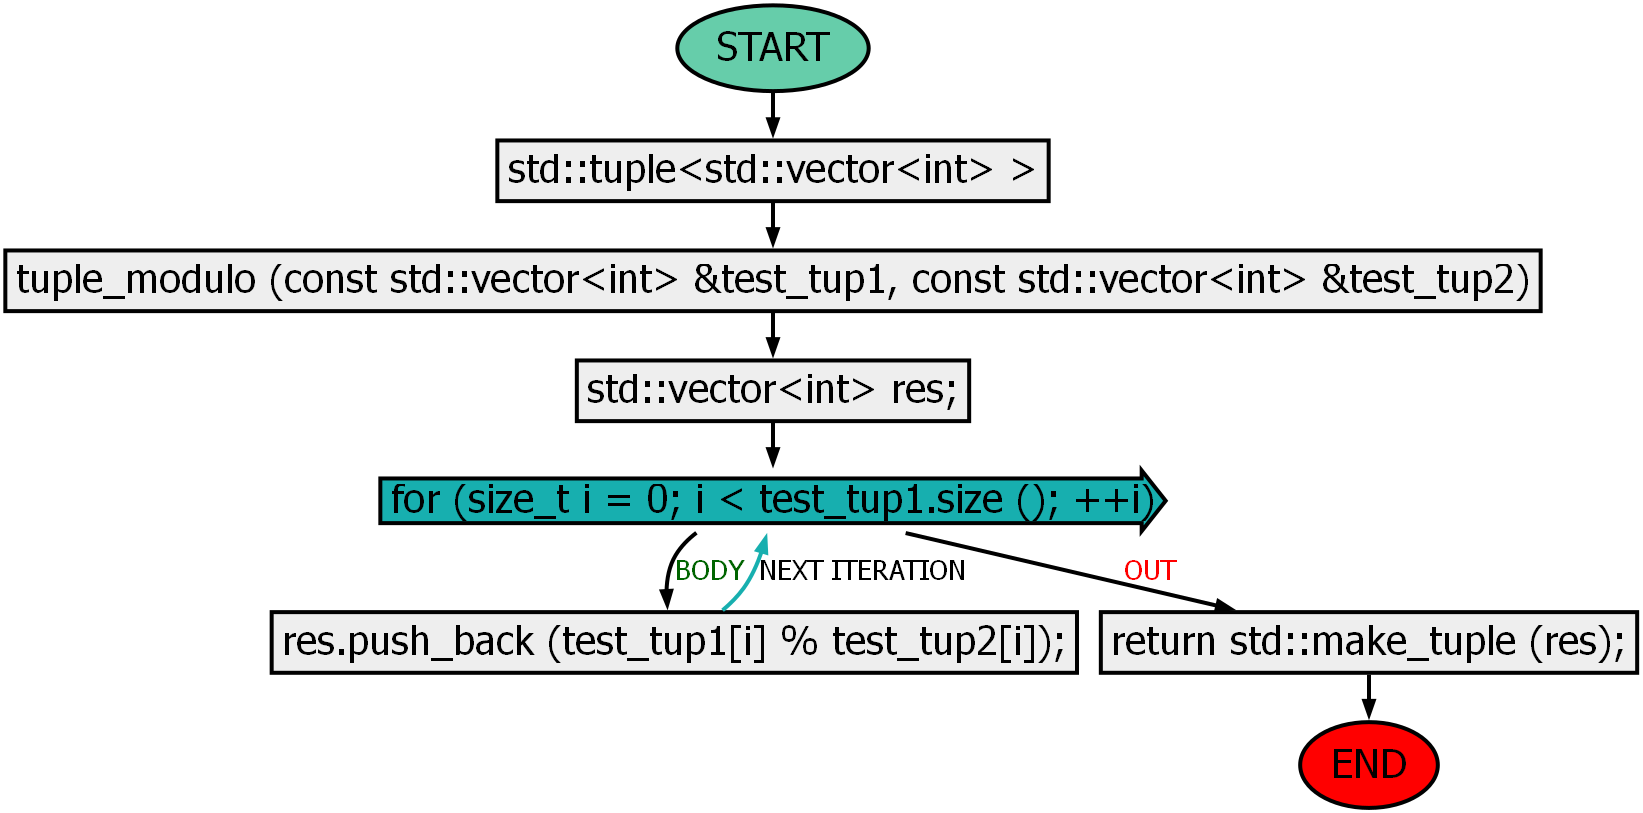 START
std::tuple<std::vector<int> >
tuple_modulo (const std::vector<int> &test_tup1, const std::vector<int> &test_tup2)
std::vector<int> res;
for (size_t i = 0; i < test_tup1.size (); ++i)
BODY
NEXT ITERATION
OUT
res.push_back (test_tup1[i] % test_tup2[i]);
return std::make_tuple (res);
END